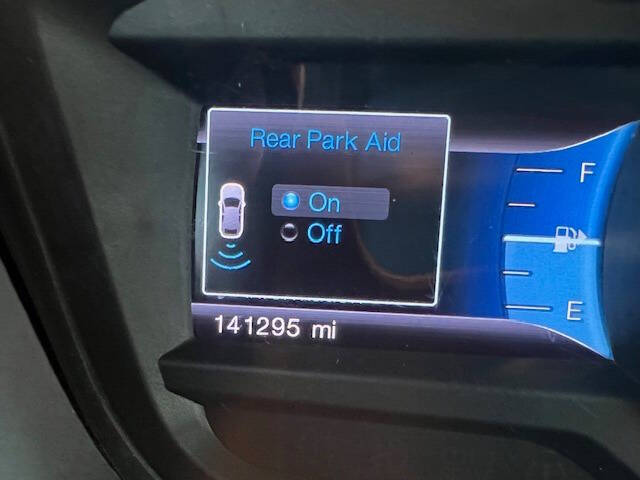 Rear Park Aid
On
Off
F
E
141295 mi